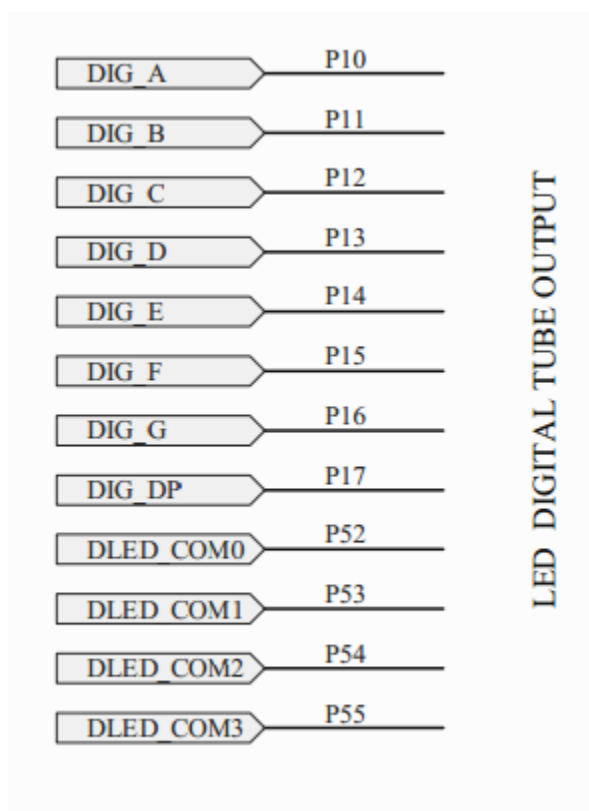 DIG_A P10
DIG_B P11
DIG_C P12
DIG_D P13
DIG_E P14
DIG_F P15
DIG_G P16
DIG_DP P17
DLED_COM0 P52
DLED_COM1 P53
DLED_COM2 P54
DLED_COM3 P55
LED DIGITAL TUBE OUTPUT